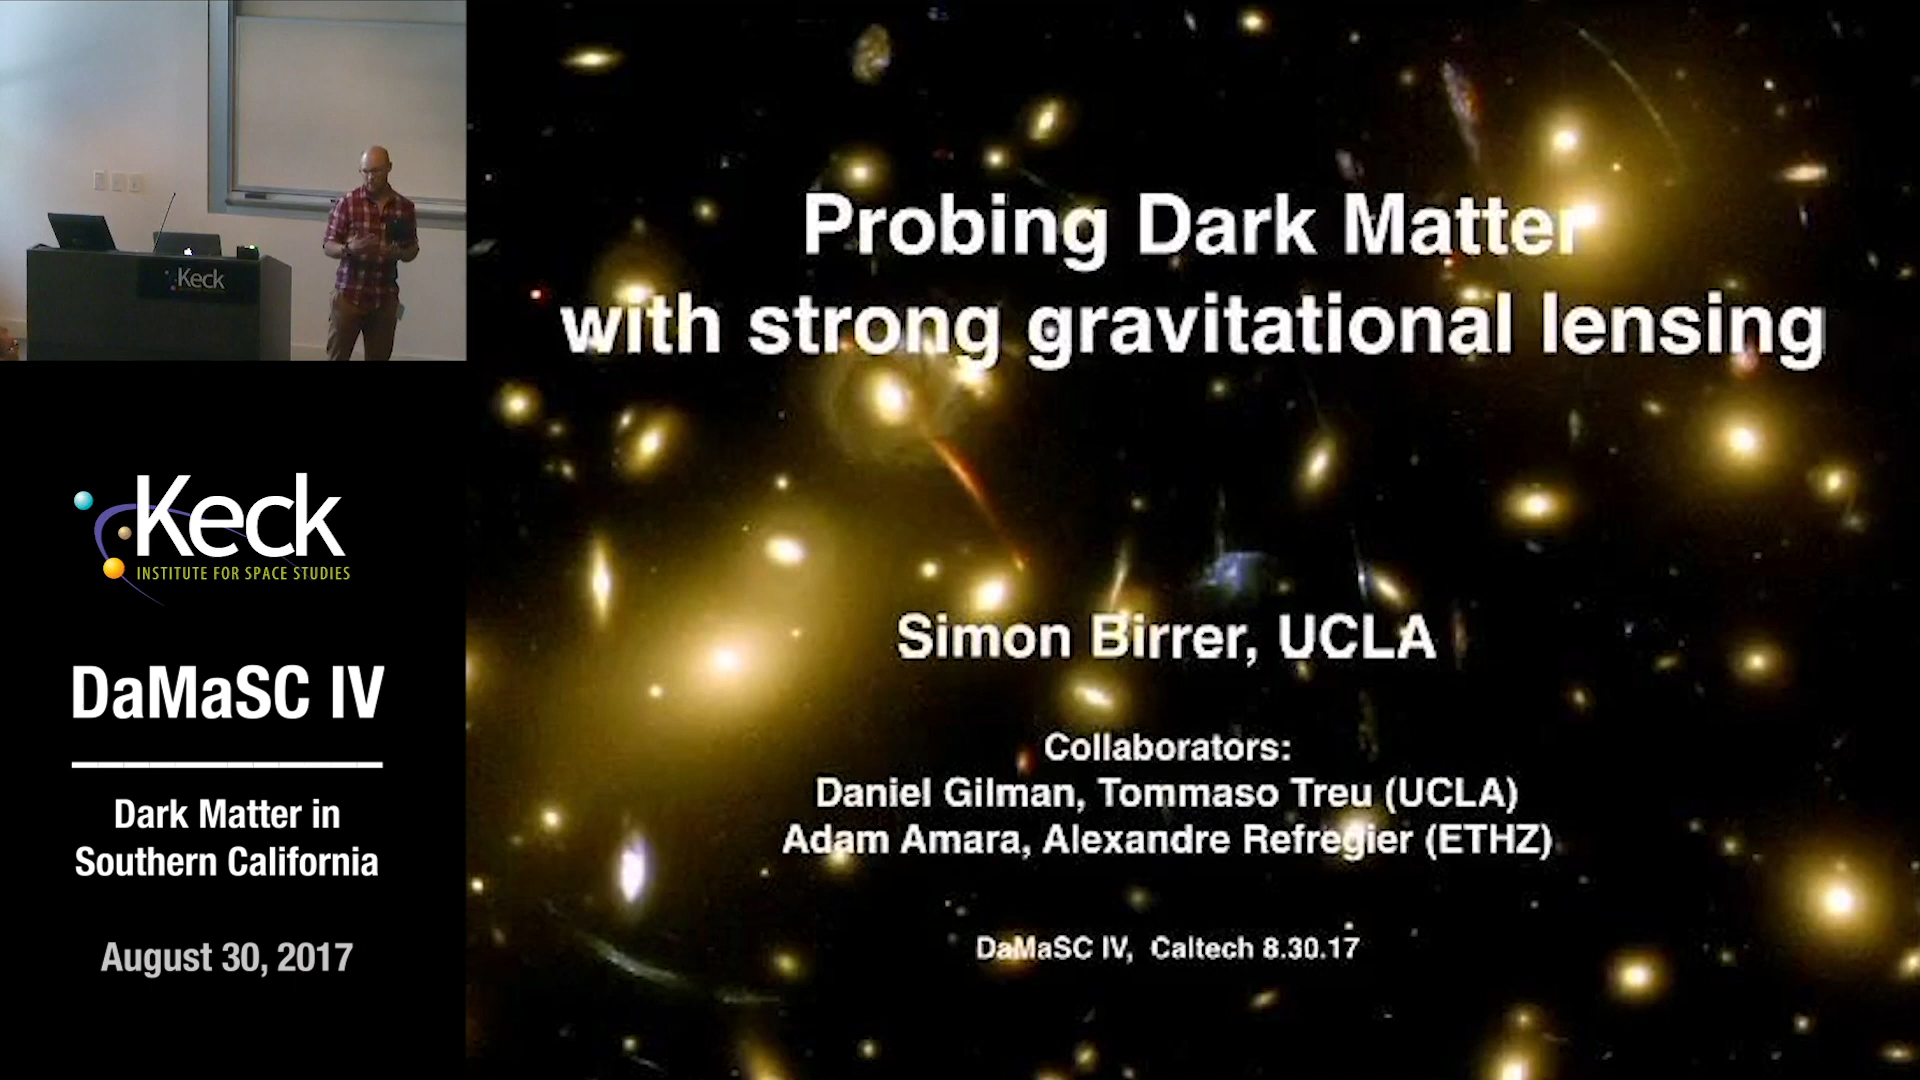 Keck
Keck
INSTITUTE FOR SPACE STUDIES
DaMaSC IV
Dark Matter in
Southern California
August 30, 2017
Probing Dark Matter
with strong gravitational lensing
Simon Birrer, UCLA
Collaborators:
Daniel Gilman, Tommaso Treu (UCLA)
Adam Amara, Alexandre Refregier (ETHZ)
DaMaSC IV, Caltech 8.30.17